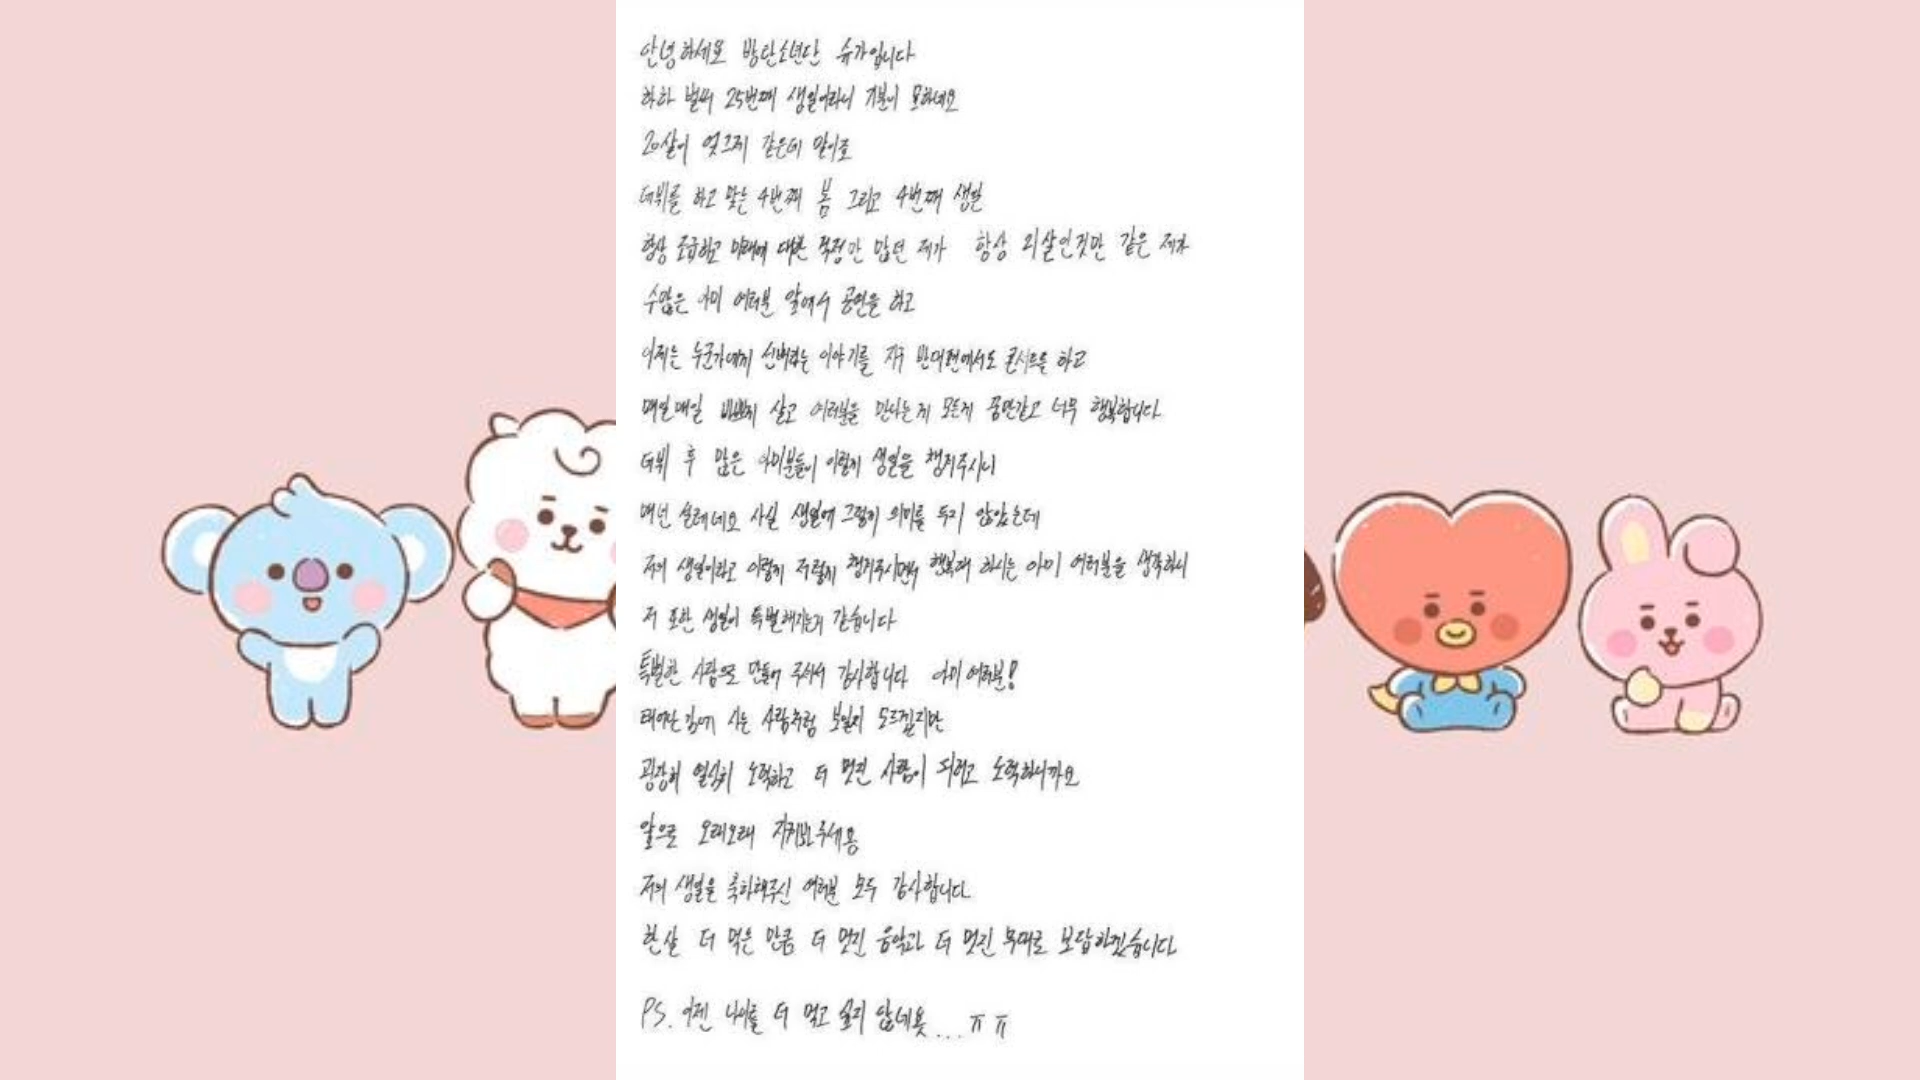 안녕하세요 방탄소년단 슈가입니다
하하 벌써 25번째 생일이라니 기분이 묘하네요
20살이 엊그제 같은데 말이죠
데뷔를 하고 맞는 4번째 봄 그리고 4번째 생일
항상 조급하고 미래에 대한 걱정만 많던 제가 항상 외살인것만 같은 제가
수많은 아미 여러분 앞에서 공연을 하고
이제는 누군가에게 선배라는 이야기를 지구 반대편에서도 콘서트를 하고
매일매일 바쁘게 살고 여러분을 만나는게 모든게 꿈만같고 너무 행복합니다
데뷔 후 많은 아미분들이 이렇게 생일을 챙겨주시니
매년 설레네요 사실 생일에 그렇게 의미를 두지 않았는데
저의 생일이라고 이렇게 저렇게 챙겨주시면서 행복해 하시는 아미 여러분을 생각하니
저 또한 생일이 특별해지는거 같습니다
특별한 사람으로 만들어 주셔서 감사합니다 아미 여러분!
태어난 김에 사는 사람처럼 보일지 모르겠지만
굉장히 열심히 노력하고 더 멋진 사람이 되려고 노력하니까요
앞으로 오래오래 지켜봐주세용
저의 생일을 축하해주신 여러분 모두 감사합니다
한살 더 먹은 만큼 더 멋진 음악과 더 멋진 무대로 보답하겠습니다
PS. 이젠 나이를 더 먹고 싶지 않네욧... ㅠㅠ